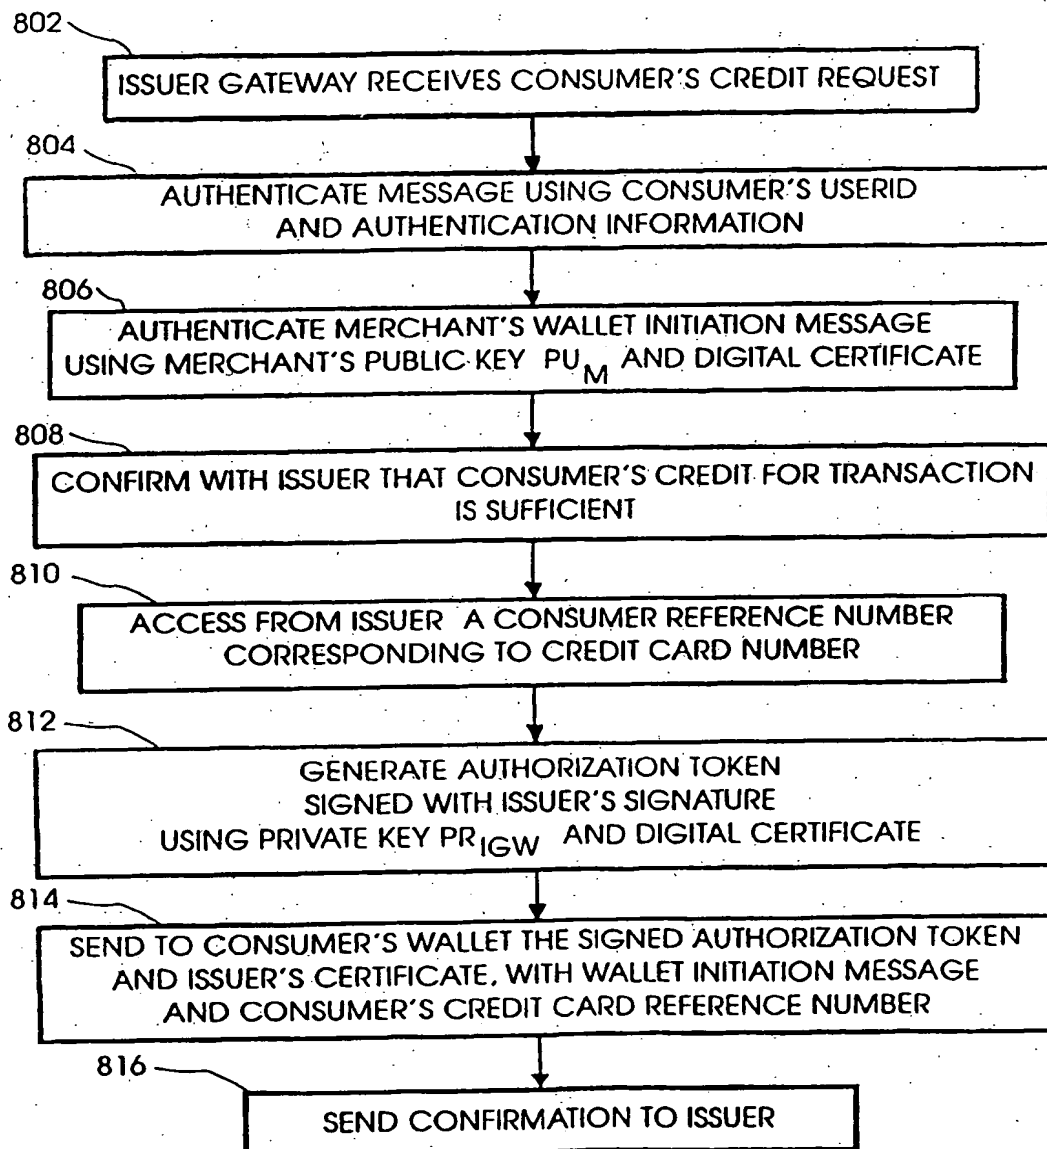 802
ISSUER GATEWAY RECEIVES CONSUMER'S CREDIT REQUEST
804
AUTHENTICATE MESSAGE USING CONSUMER'S USERID
AND AUTHENTICATION INFORMATION
806
AUTHENTICATE MERCHANT'S WALLET INITIATION MESSAGE
USING MERCHANT'S PUBLIC KEY PU_M AND DIGITAL CERTIFICATE
808
CONFIRM WITH ISSUER THAT CONSUMER'S CREDIT FOR TRANSACTION
IS SUFFICIENT
810
ACCESS FROM ISSUER A CONSUMER REFERENCE NUMBER
CORRESPONDING TO CREDIT CARD NUMBER
812
GENERATE AUTHORIZATION TOKEN
SIGNED WITH ISSUER'S SIGNATURE
USING PRIVATE KEY PR_IGW AND DIGITAL CERTIFICATE
814
SEND TO CONSUMER'S WALLET THE SIGNED AUTHORIZATION TOKEN
AND ISSUER'S CERTIFICATE, WITH WALLET INITIATION MESSAGE
AND CONSUMER'S CREDIT CARD REFERENCE NUMBER
816
SEND CONFIRMATION TO ISSUER